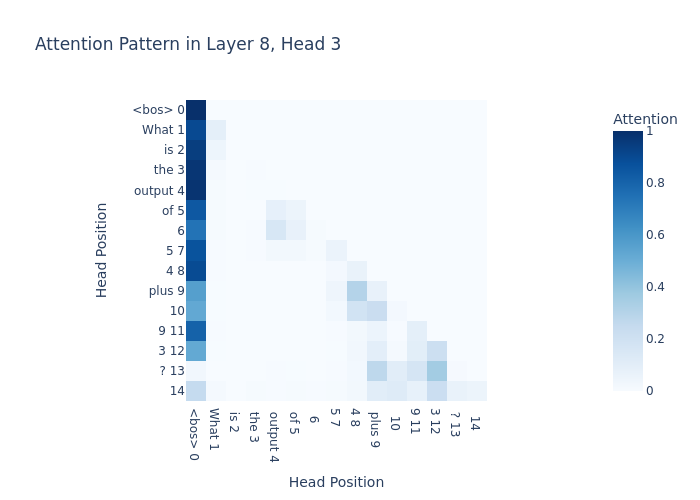 Attention Pattern in Layer 8, Head 3
Attention
<bos> 0
What 1
is 2
the 3
output 4
of 5
6
5 7
4 8
plus 9
10
9 11
3 12
? 13
14
Head Position
<bos> 0
What 1
is 2
the 3
output 4
of 5
6
5 7
4 8
plus 9
10
9 11
3 12
? 13
14
Head Position
1
0.8
0.6
0.4
0.2
0